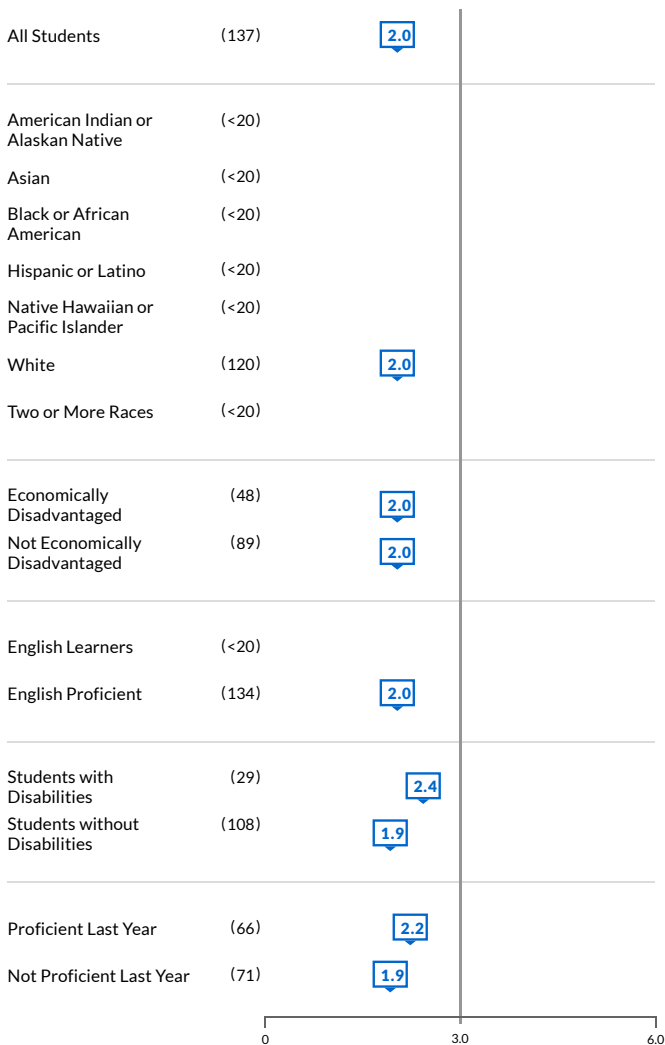 All Students (137) 2.0
American Indian or (<20)
Alaskan Native
Asian (<20)
Black or African (<20)
American
Hispanic or Latino (<20)
Native Hawaiian or (<20)
Pacific Islander
White (120) 2.0
Two or More Races (<20)
Economically (48) 2.0
Disadvantaged
Not Economically (89) 2.0
Disadvantaged
English Learners (<20)
English Proficient (134) 2.0
Students with (29) 2.4
Disabilities
Students without (108) 1.9
Disabilities
Proficient Last Year (66) 2.2
Not Proficient Last Year (71) 1.9
0 3.0 6.0